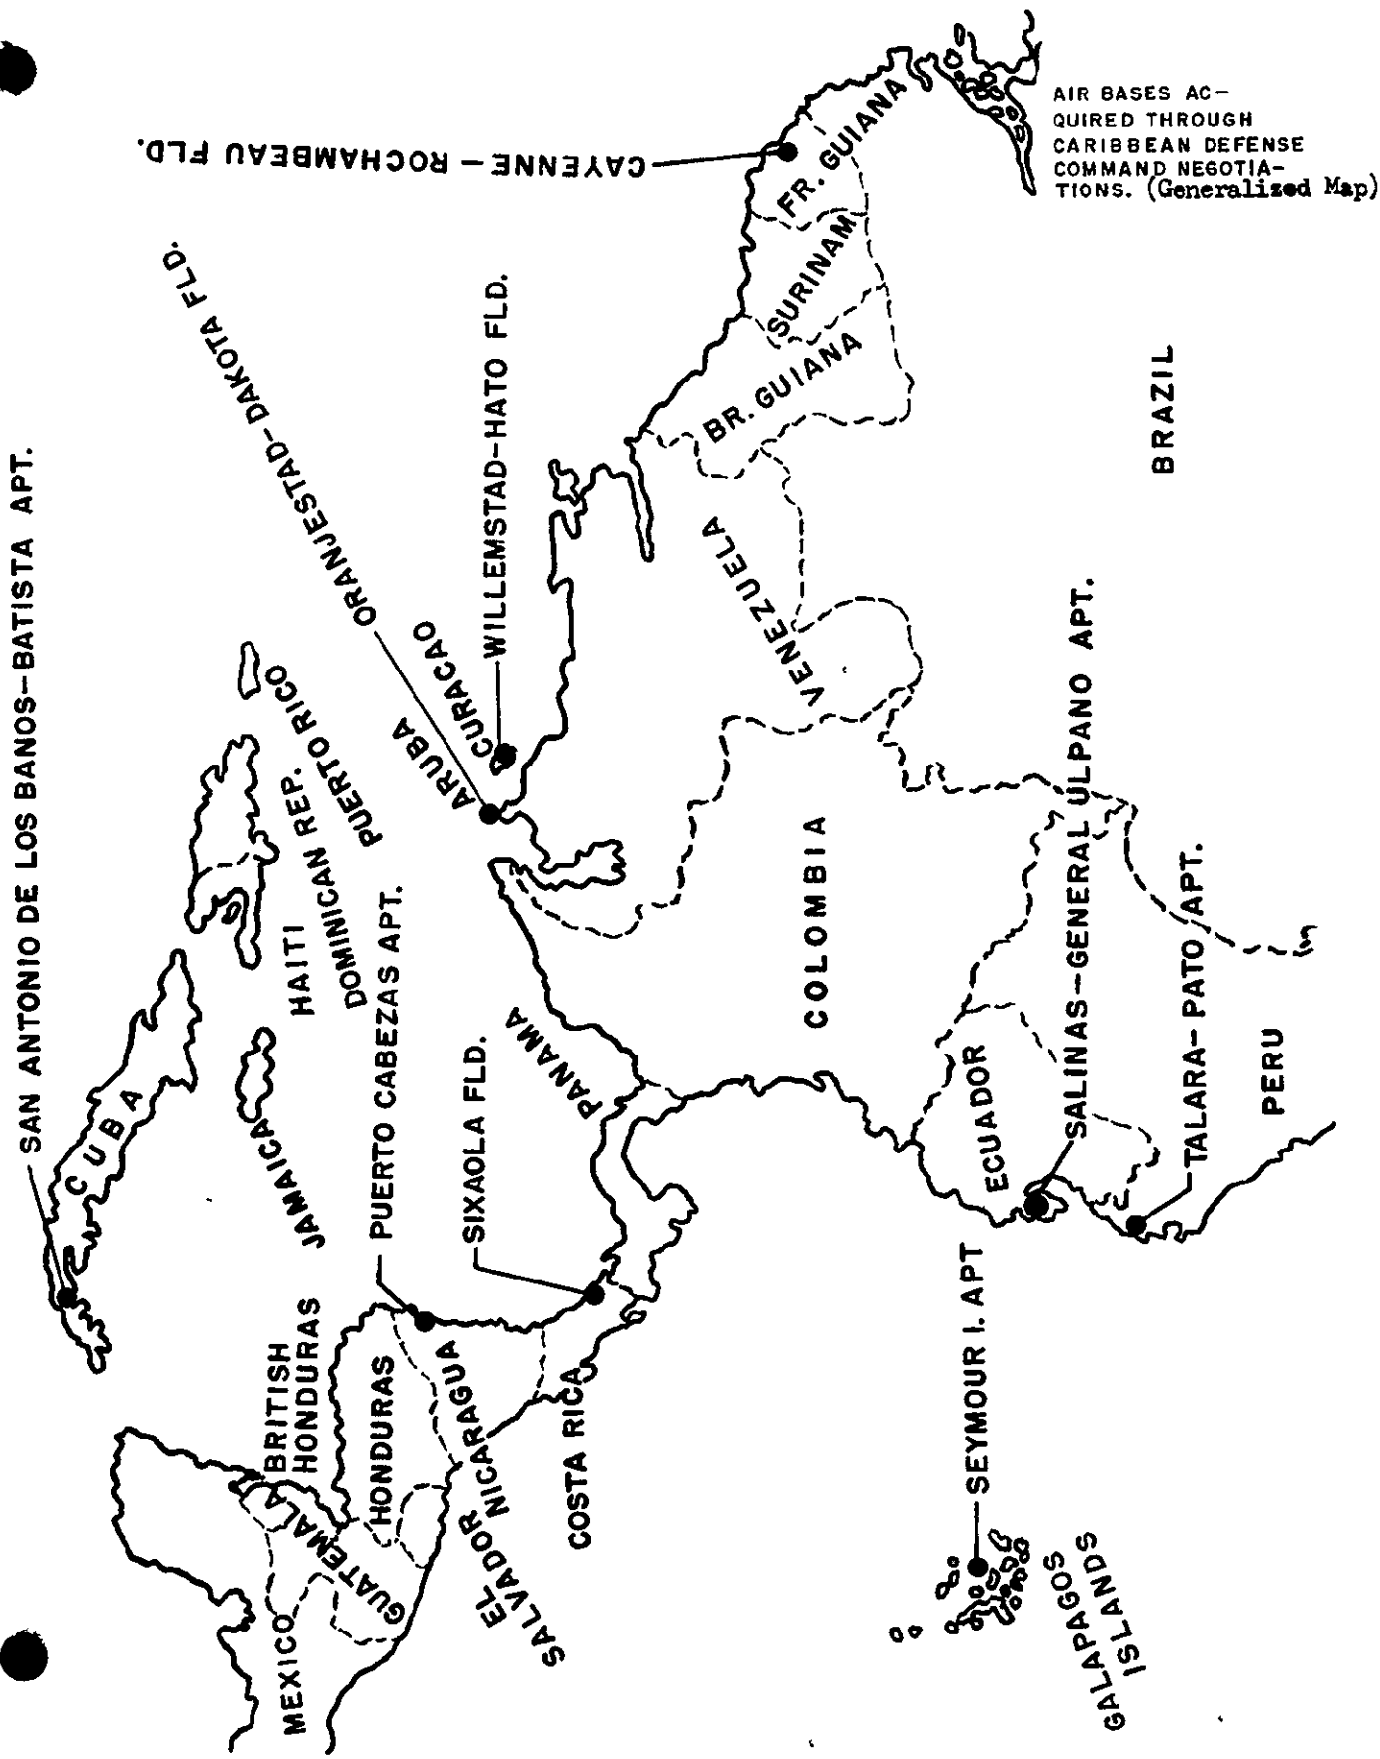 SAN ANTONIO DE LOS BANOS-BATISTA APT.
CUBA
HAITI
DOMINICAN REP.
PUERTO RICO
JAMAICA
ORANJESTAD-DAKOTA FLD.
ARUBA
CURACAO
WILLEMSTAD-HATO FLD.
CAYENNE-ROCHAMBEAU FLD.
MEXICO
GUATEMALA
BRITISH
HONDURAS
HONDURAS
EL
SALVADOR
NICARAGUA
COSTA RICA
PUERTO CABEZAS APT.
SIXAOLA FLD.
PANAMA
COLOMBIA
VENEZUELA
BR. GUIANA
SURINAM
FR. GUIANA
BRAZIL
ECUADOR
SALINAS-GENERAL ULPANO APT.
TALARA-PATO APT.
PERU
SEYMOUR I. APT
GALAPAGOS
ISLANDS
AIR BASES AC-
QUIRED THROUGH
CARIBBEAN DEFENSE
COMMAND NEGOTIA-
TIONS. (Generalized Map)